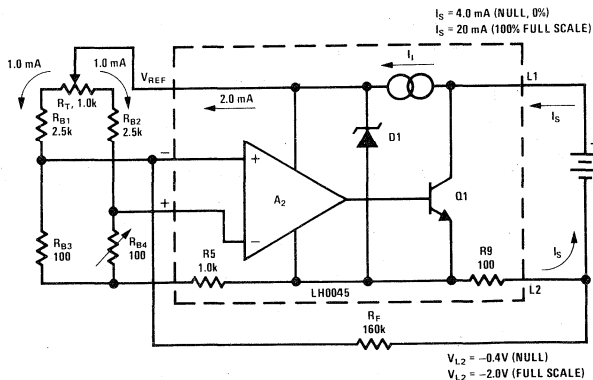 I_S = 4.0 mA (NULL, 0%)
I_S = 20 mA (100% FULL SCALE)
1.0 mA
1.0 mA
V_REF
I_I
L1
R_T, 1.0k
2.0 mA
I_S
R_B1
2.5k
R_B2
2.5k
D1
+
−
+
A_2
Q1
+
−
R_B3
100
R_B4
100
R5
1.0k
R9
100
I_S
LH0045
L2
R_F
160k
V_L2 = −0.4V (NULL)
V_L2 = −2.0V (FULL SCALE)